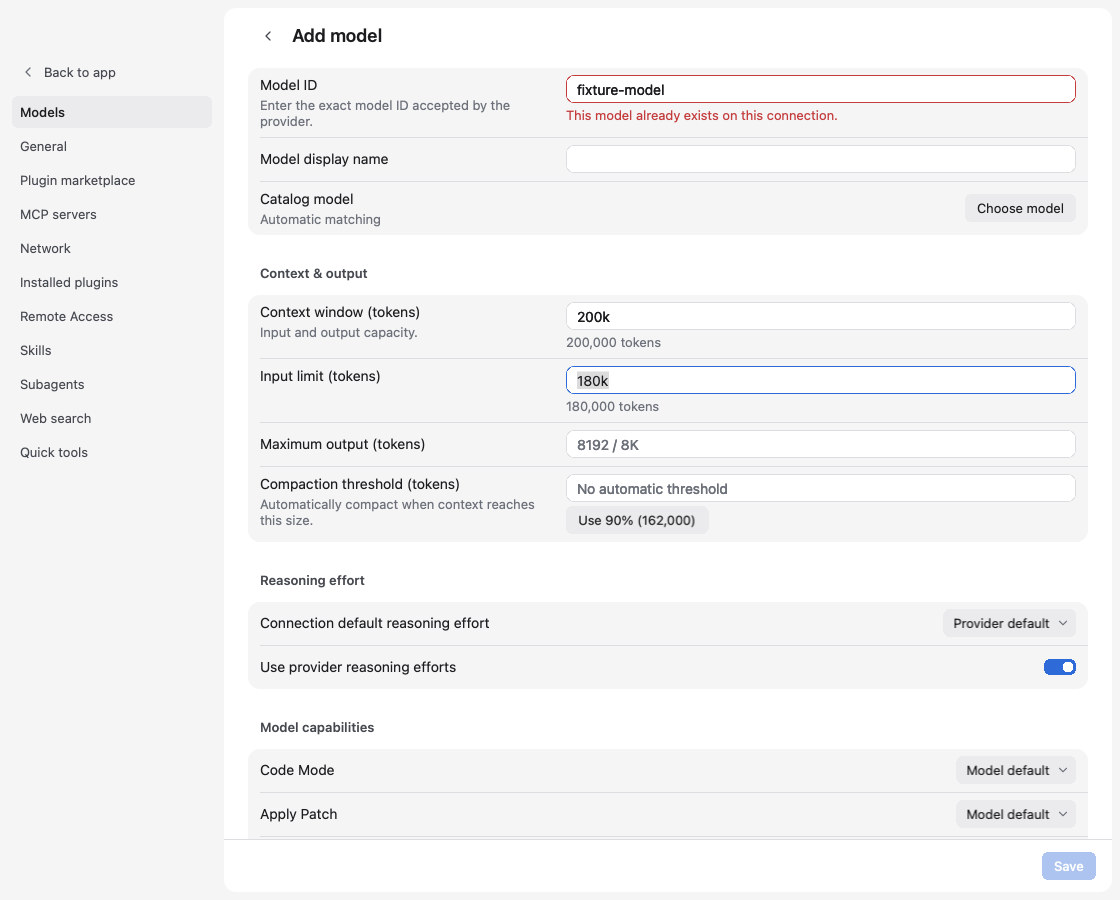 Add model
Back to app
Models
General
Plugin marketplace
MCP servers
Network
Installed plugins
Remote Access
Skills
Subagents
Web search
Quick tools
Model ID
Enter the exact model ID accepted by the
provider.
fixture-model
This model already exists on this connection.
Model display name
Catalog model
Automatic matching
Choose model
Context & output
Context window (tokens)
Input and output capacity.
200k
200,000 tokens
Input limit (tokens)
180k
180,000 tokens
Maximum output (tokens)
8192 / 8K
Compaction threshold (tokens)
Automatically compact when context reaches
this size.
No automatic threshold
Use 90% (162,000)
Reasoning effort
Connection default reasoning effort
Provider default
Use provider reasoning efforts
Model capabilities
Code Mode
Model default
Apply Patch
Model default
Save